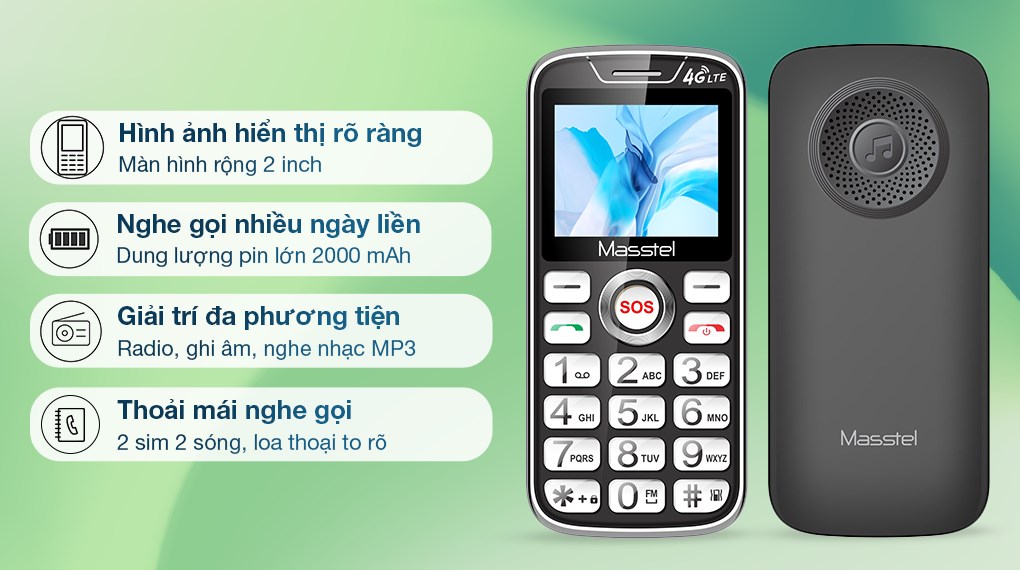 Hình ảnh hiển thị rõ ràng
Màn hình rộng 2 inch
Nghe gọi nhiều ngày liền
Dung lượng pin lớn 2000 mAh
Giải trí đa phương tiện
Radio, ghi âm, nghe nhạc MP3
Thoải mái nghe gọi
2 sim 2 sóng, loa thoại to rõ
4G LTE
Masstel
SOS
1 2 ABC 3 DEF
4 GHI 5 JKL 6 MNO
7 PQRS 8 TUV 9 WXYZ
* + 0 FM #
Masstel